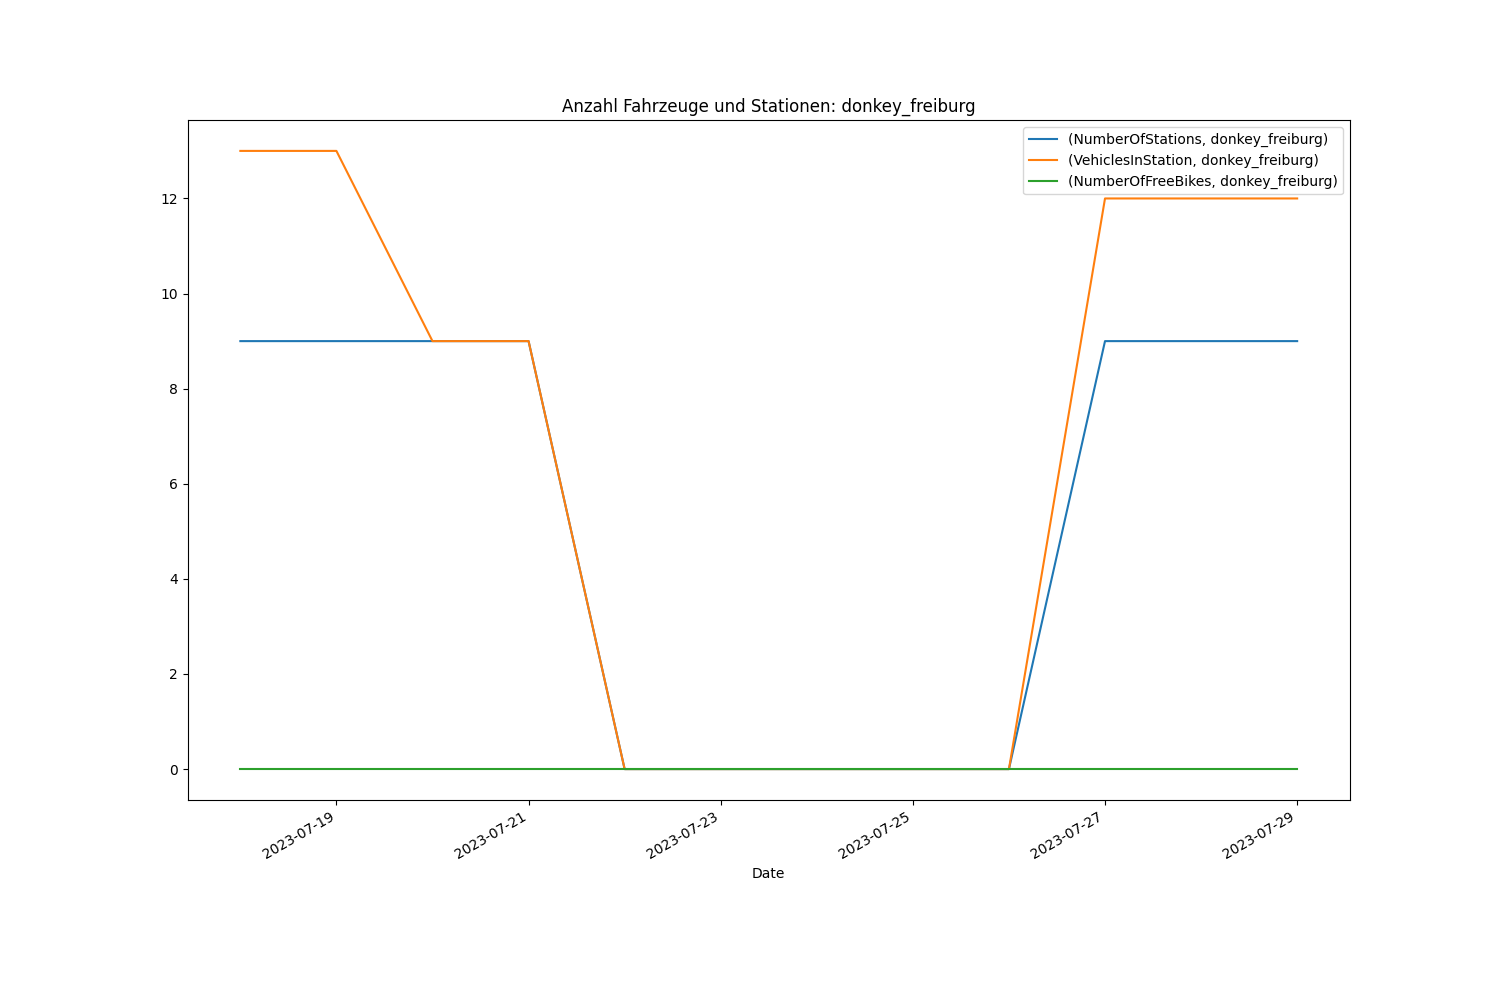 Anzahl Fahrzeuge und Stationen: donkey_freiburg
(NumberOfStations, donkey_freiburg)
(VehiclesInStation, donkey_freiburg)
(NumberOfFreeBikes, donkey_freiburg)
12
10
8
6
4
2
0
2023-07-19
2023-07-21
2023-07-23
2023-07-25
2023-07-27
2023-07-29
Date